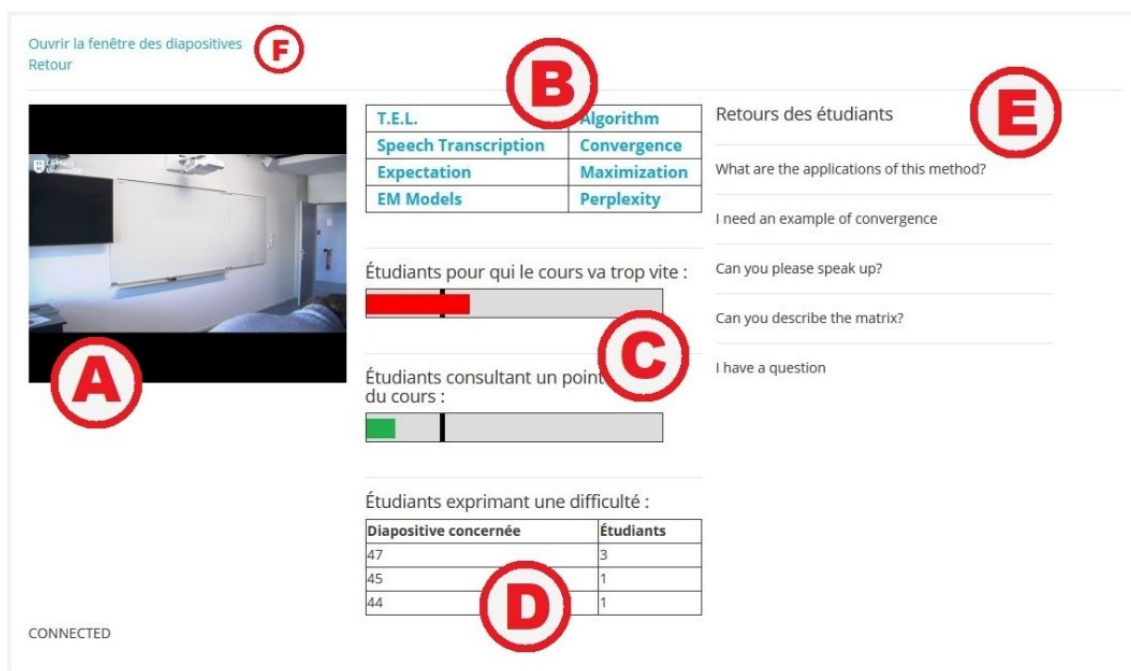 Ouvrir la fenêtre des diapositives
Retour
F
A
B
T.E.L. Algorithm
Speech Transcription Convergence
Expectation Maximization
EM Models Perplexity
Étudiants pour qui le cours va trop vite :
C
Étudiants consultant un point
du cours :
Étudiants exprimant une difficulté :
Diapositive concernée Étudiants
47 3
45 1
44 1
D
E
Retours des étudiants
What are the applications of this method?
I need an example of convergence
Can you please speak up?
Can you describe the matrix?
I have a question
CONNECTED